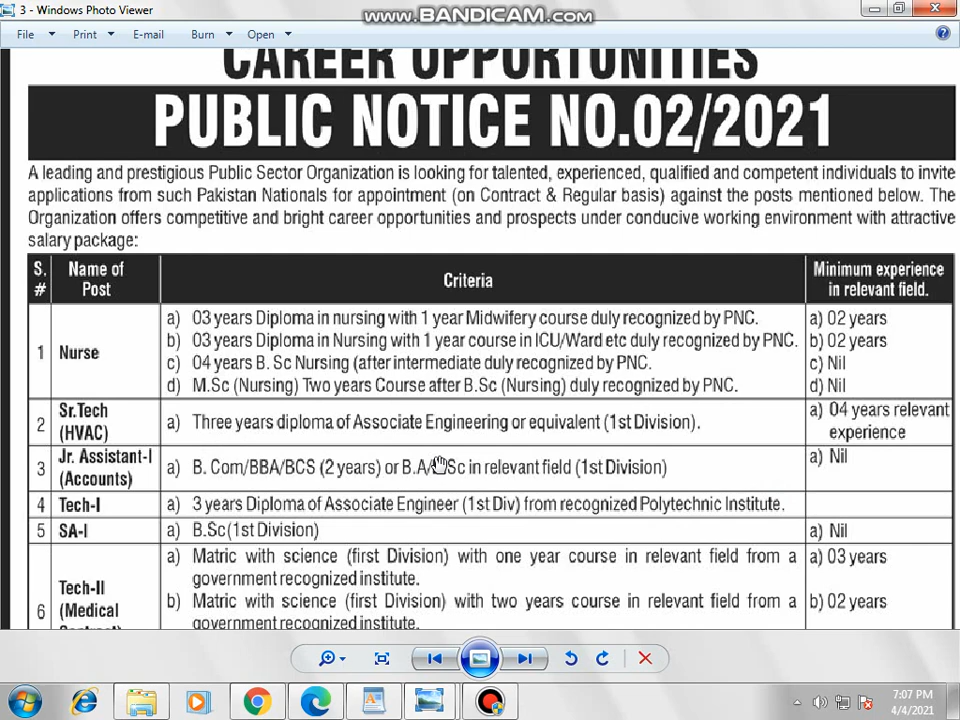 3 - Windows Photo Viewer
www.BANDICAM.com
File Print E-mail Burn Open
CAREER OPPORTUNITIES
PUBLIC NOTICE NO.02/2021
A leading and prestigious Public Sector Organization is looking for talented, experienced, qualified and competent individuals to invite
applications from such Pakistan Nationals for appointment (on Contract & Regular basis) against the posts mentioned below. The
Organization offers competitive and bright career opportunities and prospects under conducive working environment with attractive
salary package:
S. # Name of Post Criteria Minimum experience in relevant field.
1 Nurse
a) 03 years Diploma in nursing with 1 year Midwifery course duly recognized by PNC. a) 02 years
b) 03 years Diploma in Nursing with 1 year course in ICU/Ward etc duly recognized by PNC. b) 02 years
c) 04 years B. Sc Nursing (after intermediate duly recognized by PNC. c) Nil
d) M.Sc (Nursing) Two years Course after B.Sc (Nursing) duly recognized by PNC. d) Nil
2 Sr.Tech (HVAC) a) Three years diploma of Associate Engineering or equivalent (1st Division). a) 04 years relevant experience
3 Jr. Assistant-I (Accounts) a) B. Com/BBA/BCS (2 years) or in relevant field (1st Division) a) Nil
4 Tech-I a) 3 years Diploma of Associate Engineer (1st Div) from recognized Polytechnic Institute.
5 SA-I a) B.Sc(1st Division) a) Nil
6 Tech-II (Medical
a) Matric with science (first Division) with one year course in relevant field from a a) 03 years
government recognized institute.
b) Matric with science (first Division) with two years course in relevant field from a b) 02 years
government recognized institute.
7:07 PM
4/4/2021